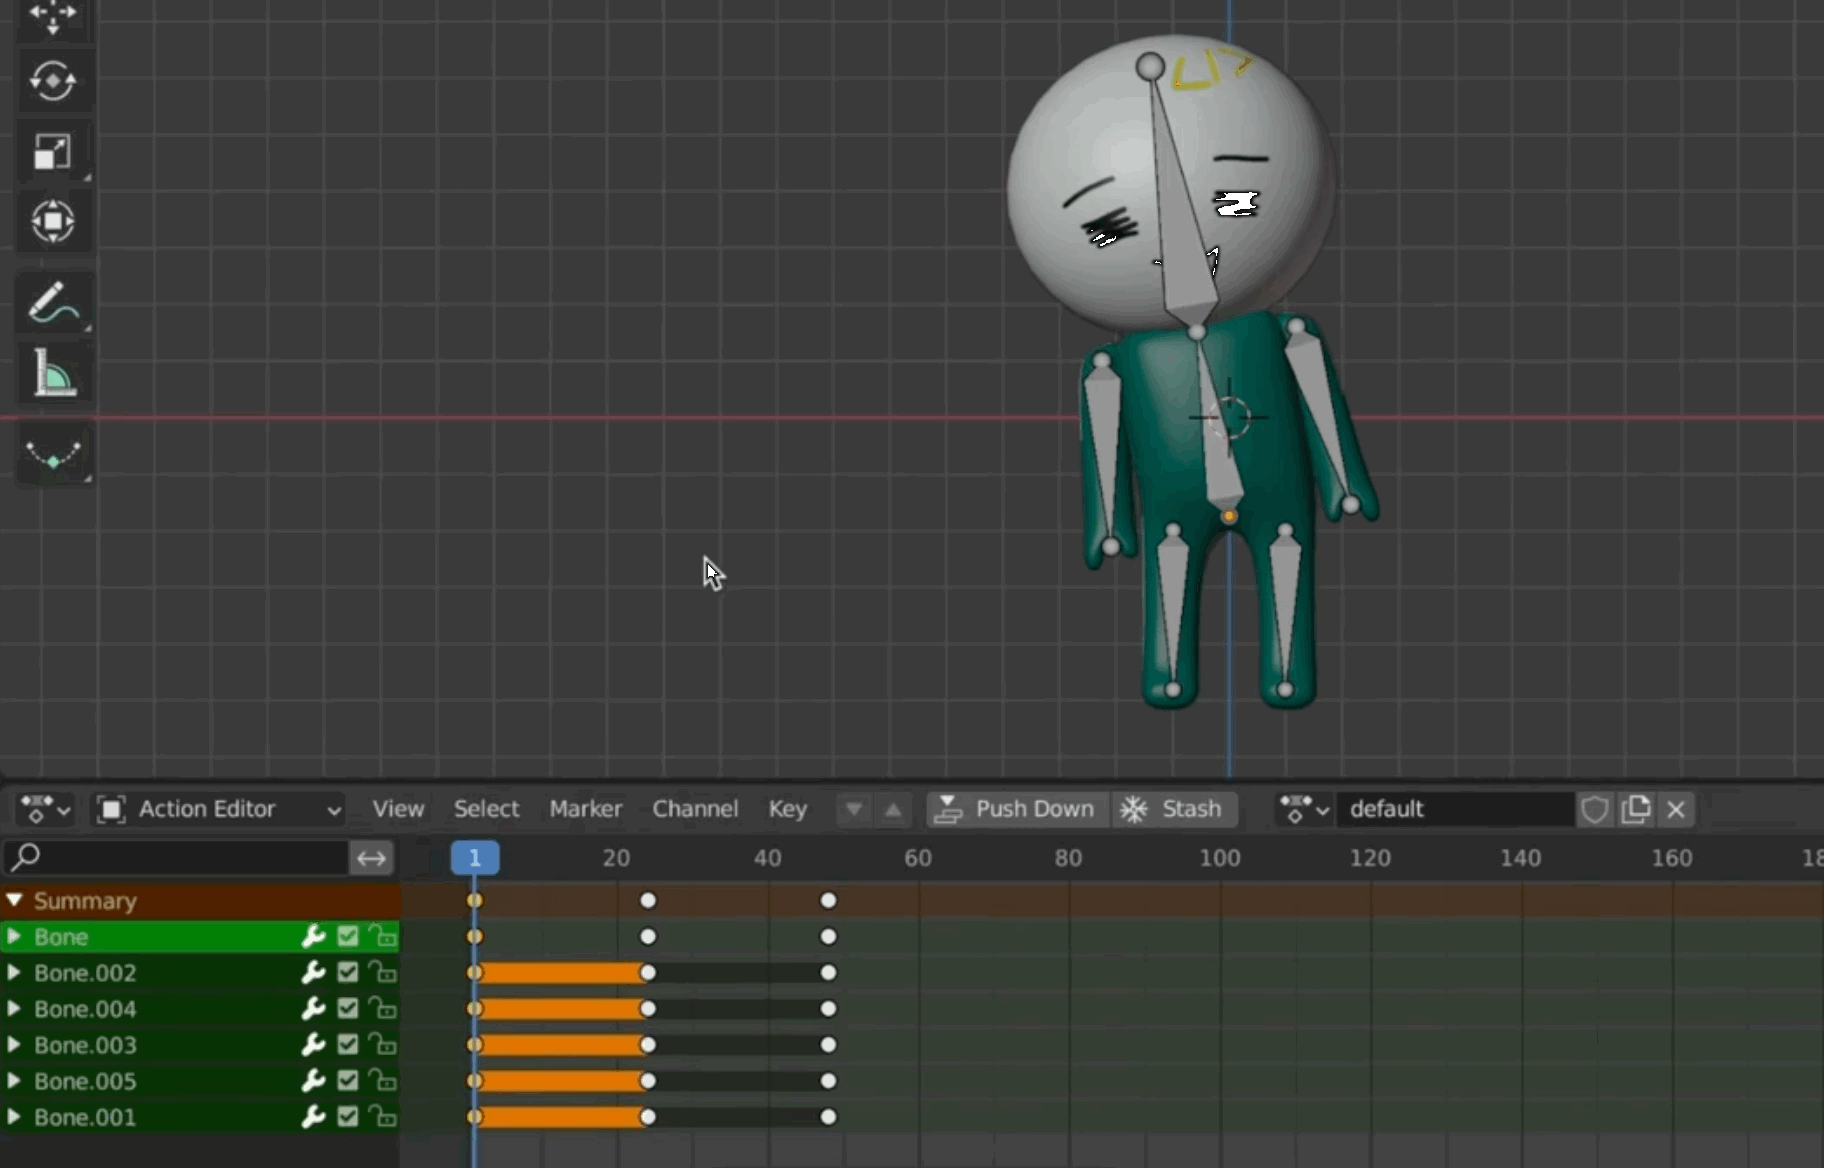 Action Editor View Select Marker Channel Key Push Down Stash default
1 20 40 60 80 100 120 140 160
Summary
Bone
Bone.002
Bone.004
Bone.003
Bone.005
Bone.001